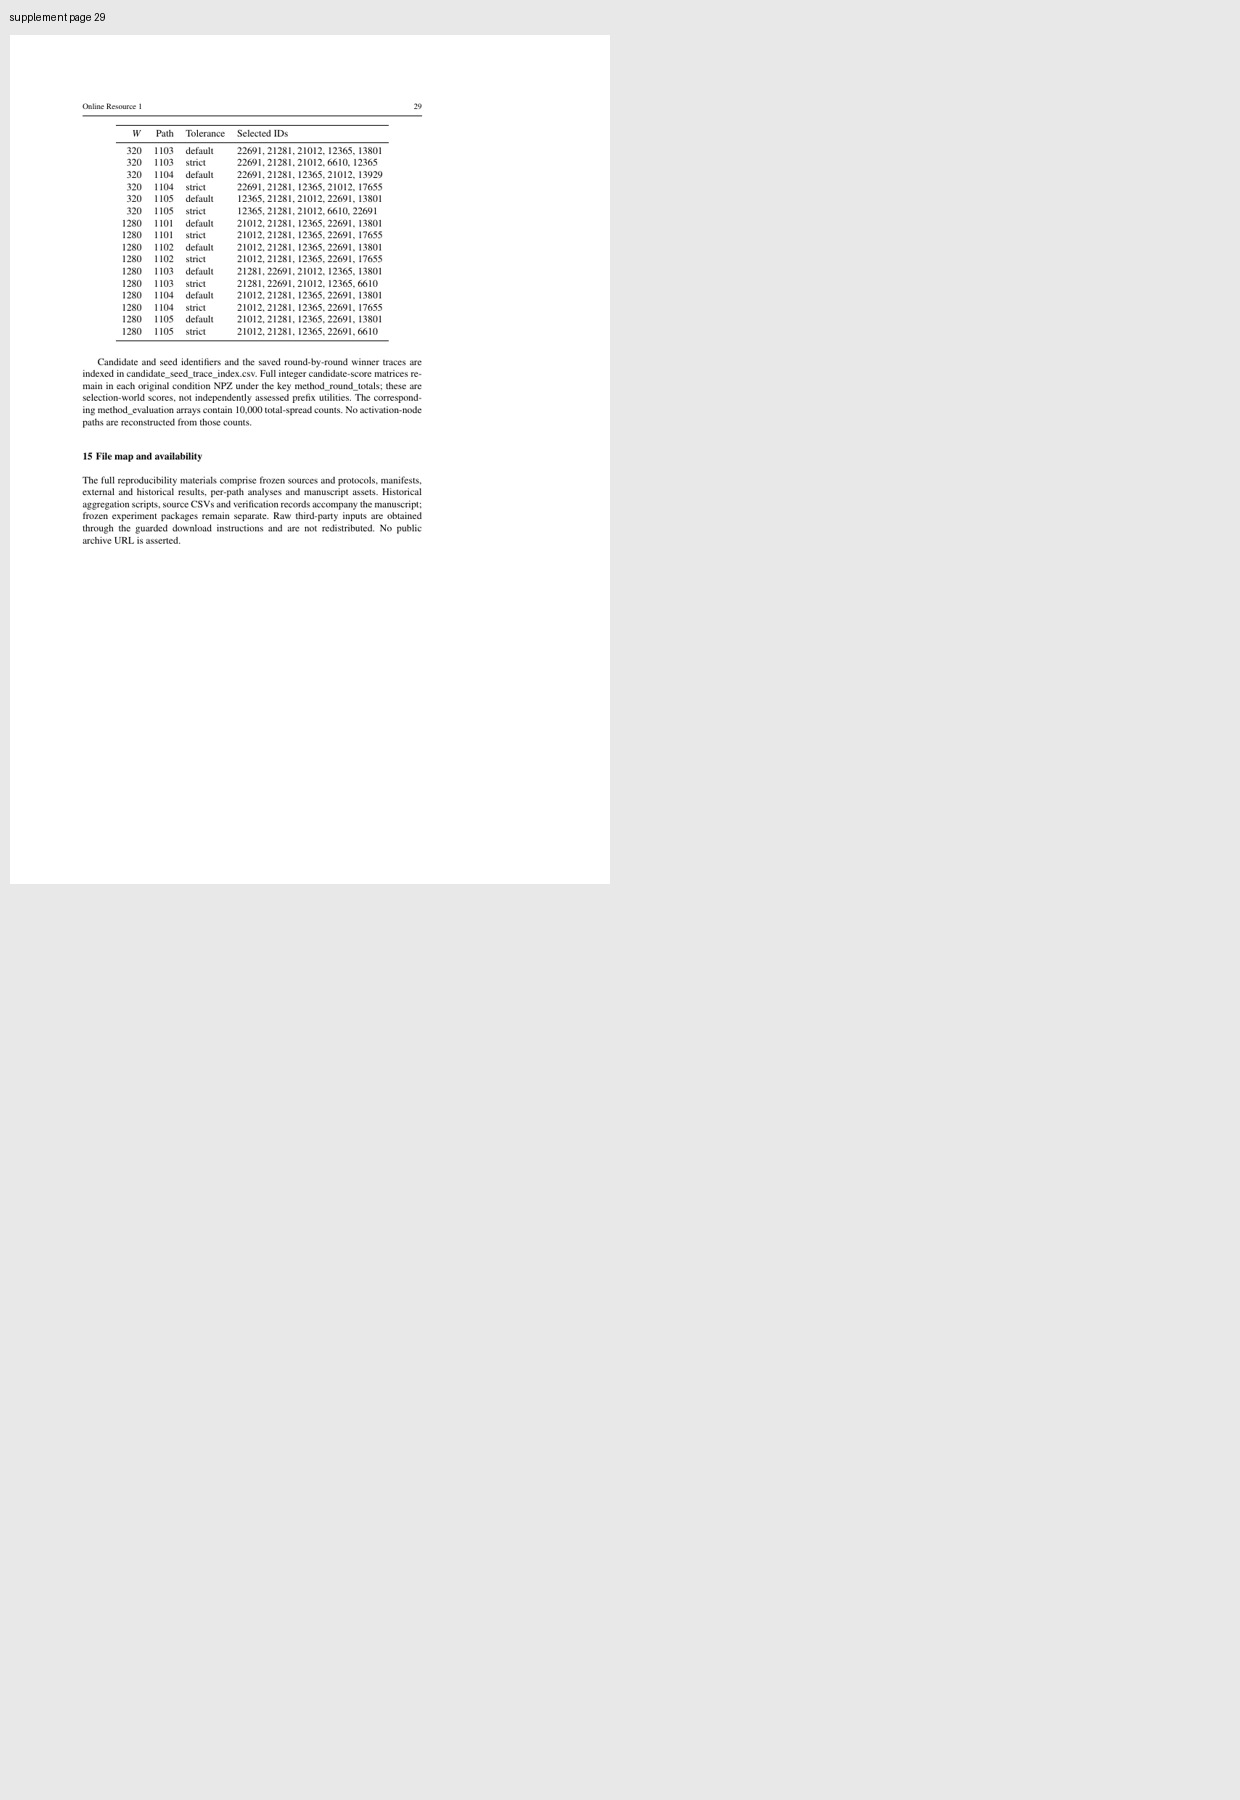 supplement page 29
Online Resource 1 29
W Path Tolerance Selected IDs
320 1103 default 22691, 21281, 21012, 12365, 13801
320 1103 strict 22691, 21281, 21012, 6610, 12365
320 1104 default 22691, 21281, 12365, 21012, 13929
320 1104 strict 22691, 21281, 12365, 21012, 17655
320 1105 default 12365, 21281, 21012, 22691, 13801
320 1105 strict 12365, 21281, 21012, 6610, 22691
1280 1101 default 21012, 21281, 12365, 22691, 13801
1280 1101 strict 21012, 21281, 12365, 22691, 17655
1280 1102 default 21012, 21281, 12365, 22691, 13801
1280 1102 strict 21012, 21281, 12365, 22691, 17655
1280 1103 default 21281, 22691, 21012, 12365, 13801
1280 1103 strict 21281, 22691, 21012, 12365, 6610
1280 1104 default 21012, 21281, 12365, 22691, 13801
1280 1104 strict 21012, 21281, 12365, 22691, 17655
1280 1105 default 21012, 21281, 12365, 22691, 13801
1280 1105 strict 21012, 21281, 12365, 22691, 6610
Candidate and seed identifiers and the saved round-by-round winner traces are
indexed in candidate_seed_trace_index.csv. Full integer candidate-score matrices re-
main in each original condition NPZ under the key method_round_totals; these are
selection-world scores, not independently assessed prefix utilities. The correspond-
ing method_evaluation arrays contain 10,000 total-spread counts. No activation-node
paths are reconstructed from those counts.
15 File map and availability
The full reproducibility materials comprise frozen sources and protocols, manifests,
external and historical results, per-path analyses and manuscript assets. Historical
aggregation scripts, source CSVs and verification records accompany the manuscript;
frozen experiment packages remain separate. Raw third-party inputs are obtained
through the guarded download instructions and are not redistributed. No public
archive URL is asserted.